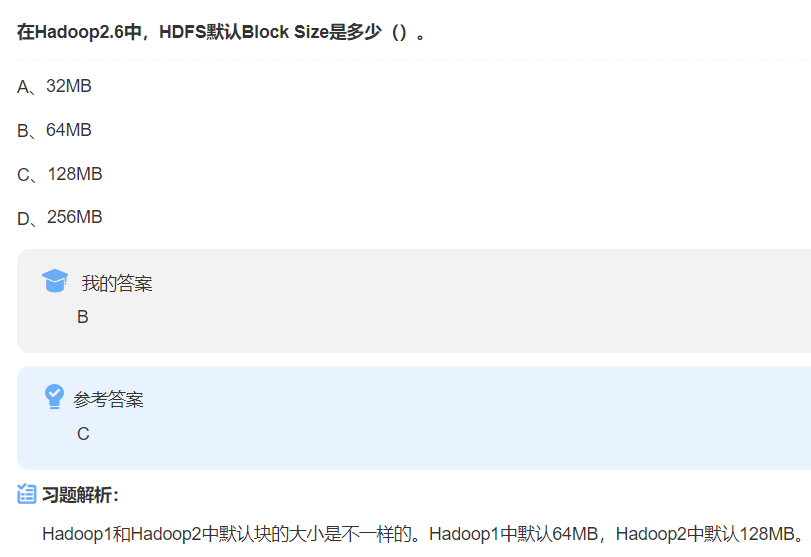 在Hadoop2.6中，HDFS默认Block Size是多少（）。
A、32MB
B、64MB
C、128MB
D、256MB
我的答案
B
参考答案
C
习题解析：
Hadoop1和Hadoop2中默认块的大小是不一样的。Hadoop1中默认64MB，Hadoop2中默认128MB。